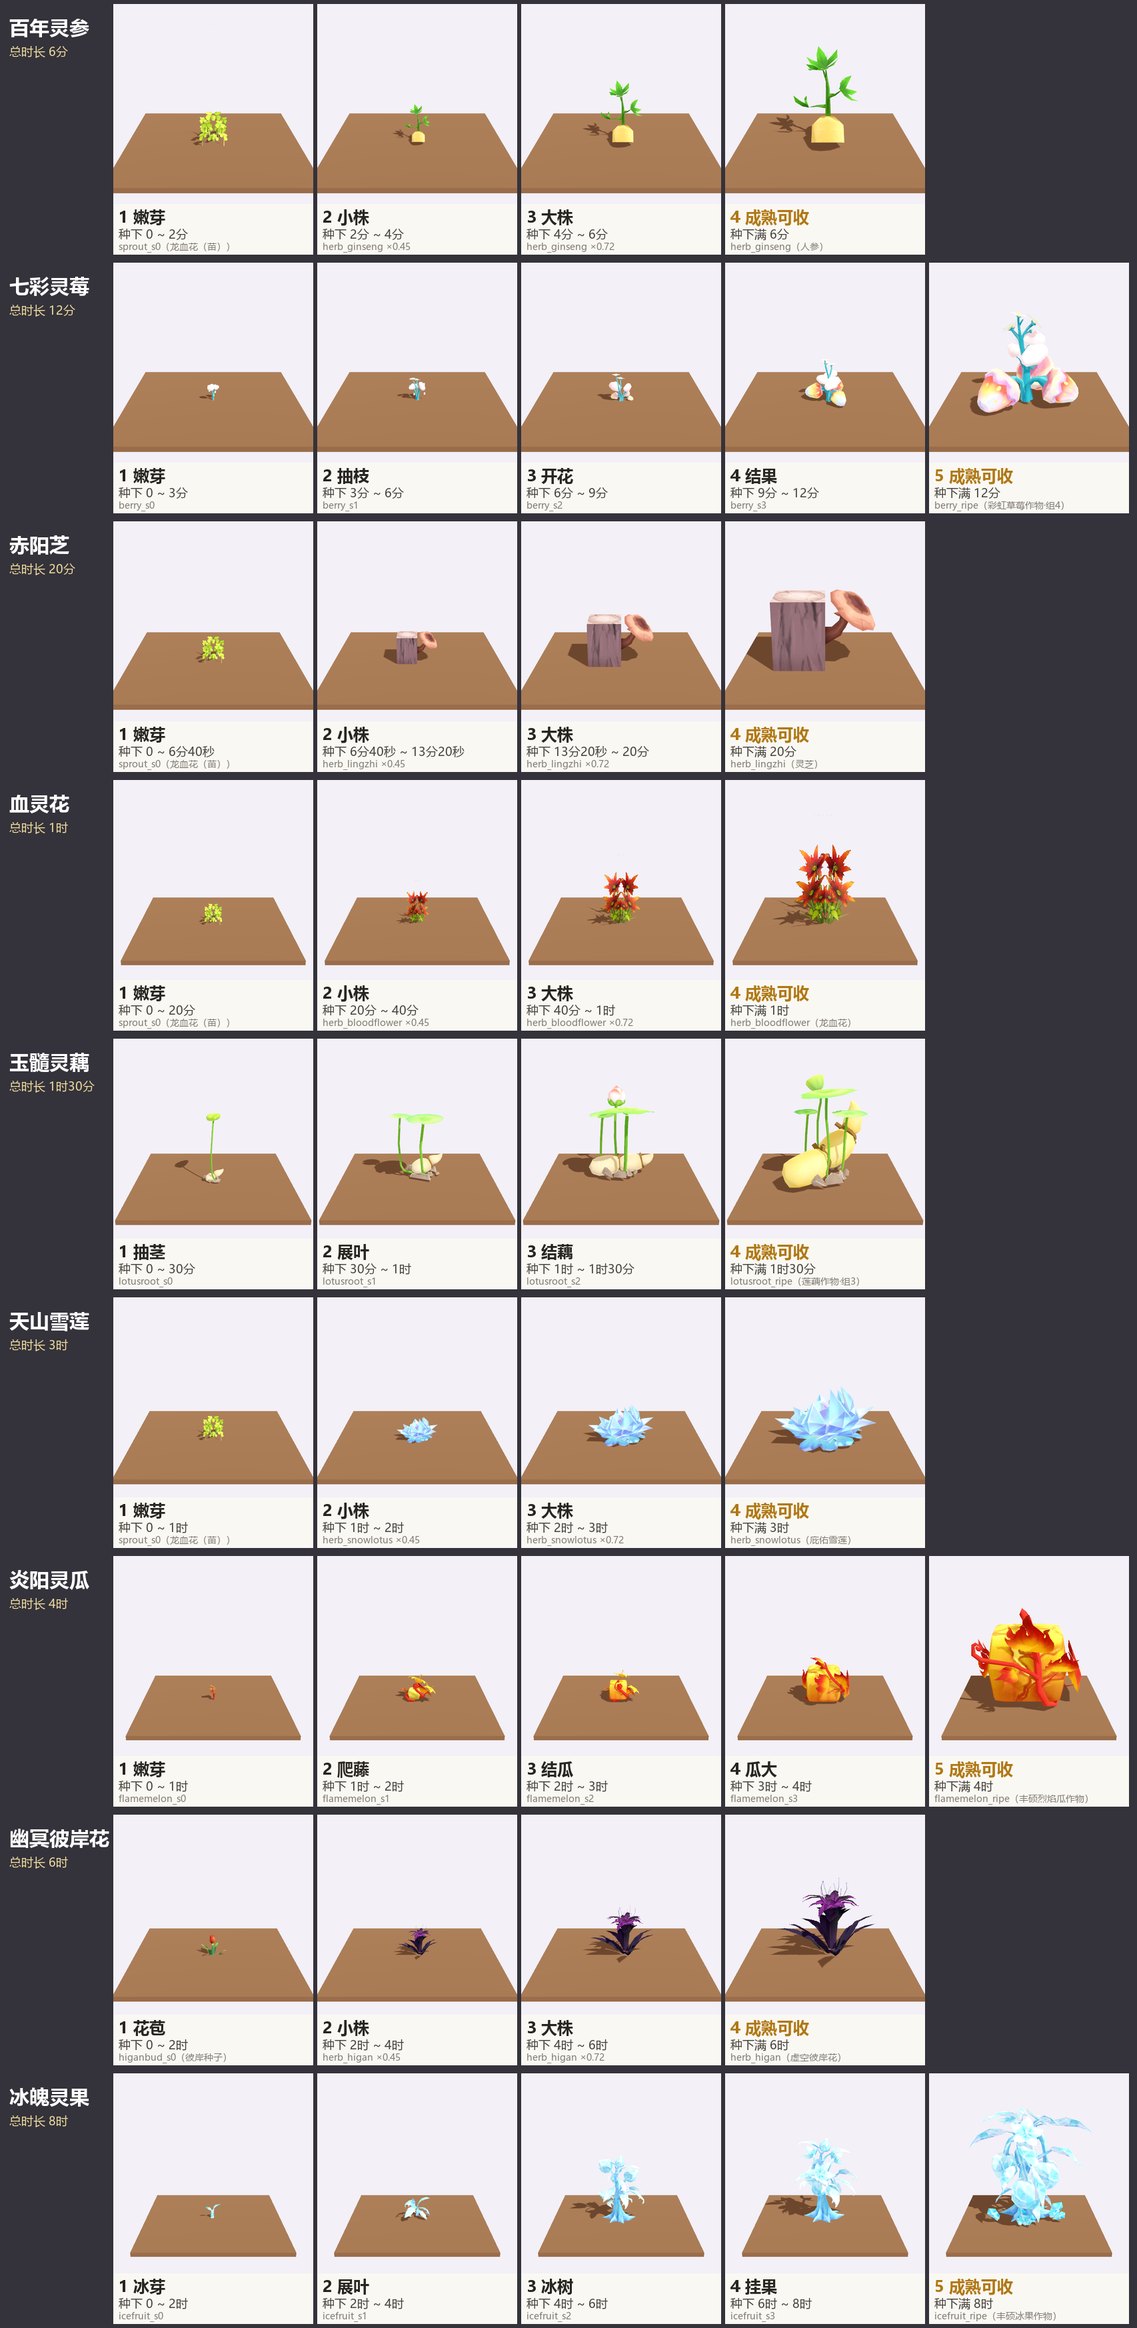 百年灵参
总时长 6分
1 嫩芽
种下 0 ~ 2分
sprout_s0（龙血花（苗））
2 小株
种下 2分 ~ 4分
herb_ginseng ×0.45
3 大株
种下 4分 ~ 6分
herb_ginseng ×0.72
4 成熟可收
种下满 6分
herb_ginseng（人参）
七彩灵莓
总时长 12分
1 嫩芽
种下 0 ~ 3分
berry_s0
2 抽枝
种下 3分 ~ 6分
berry_s1
3 开花
种下 6分 ~ 9分
berry_s2
4 结果
种下 9分 ~ 12分
berry_s3
5 成熟可收
种下满 12分
berry_ripe（彩虹草莓作物·组4）
赤阳芝
总时长 20分
1 嫩芽
种下 0 ~ 6分40秒
sprout_s0（龙血花（苗））
2 小株
种下 6分40秒 ~ 13分20秒
herb_lingzhi ×0.45
3 大株
种下 13分20秒 ~ 20分
herb_lingzhi ×0.72
4 成熟可收
种下满 20分
herb_lingzhi（灵芝）
血灵花
总时长 1时
1 嫩芽
种下 0 ~ 20分
sprout_s0（龙血花（苗））
2 小株
种下 20分 ~ 40分
herb_bloodflower ×0.45
3 大株
种下 40分 ~ 1时
herb_bloodflower ×0.72
4 成熟可收
种下满 1时
herb_bloodflower（龙血花）
玉髓灵藕
总时长 1时30分
1 抽茎
种下 0 ~ 30分
lotusroot_s0
2 展叶
种下 30分 ~ 1时
lotusroot_s1
3 结藕
种下 1时 ~ 1时30分
lotusroot_s2
4 成熟可收
种下满 1时30分
lotusroot_ripe（莲藕作物·组3）
天山雪莲
总时长 3时
1 嫩芽
种下 0 ~ 1时
sprout_s0（龙血花（苗））
2 小株
种下 1时 ~ 2时
herb_snowlotus ×0.45
3 大株
种下 2时 ~ 3时
herb_snowlotus ×0.72
4 成熟可收
种下满 3时
herb_snowlotus（庇佑雪莲）
炎阳灵瓜
总时长 4时
1 嫩芽
种下 0 ~ 1时
flamemelon_s0
2 爬藤
种下 1时 ~ 2时
flamemelon_s1
3 结瓜
种下 2时 ~ 3时
flamemelon_s2
4 瓜大
种下 3时 ~ 4时
flamemelon_s3
5 成熟可收
种下满 4时
flamemelon_ripe（丰硕烈焰瓜作物）
幽冥彼岸花
总时长 6时
1 花苞
种下 0 ~ 2时
higanbud_s0（彼岸种子）
2 小株
种下 2时 ~ 4时
herb_higan ×0.45
3 大株
种下 4时 ~ 6时
herb_higan ×0.72
4 成熟可收
种下满 6时
herb_higan（虚空彼岸花）
冰魄灵果
总时长 8时
1 冰芽
种下 0 ~ 2时
icefruit_s0
2 展叶
种下 2时 ~ 4时
icefruit_s1
3 冰树
种下 4时 ~ 6时
icefruit_s2
4 挂果
种下 6时 ~ 8时
icefruit_s3
5 成熟可收
种下满 8时
icefruit_ripe（丰硕冰果作物）